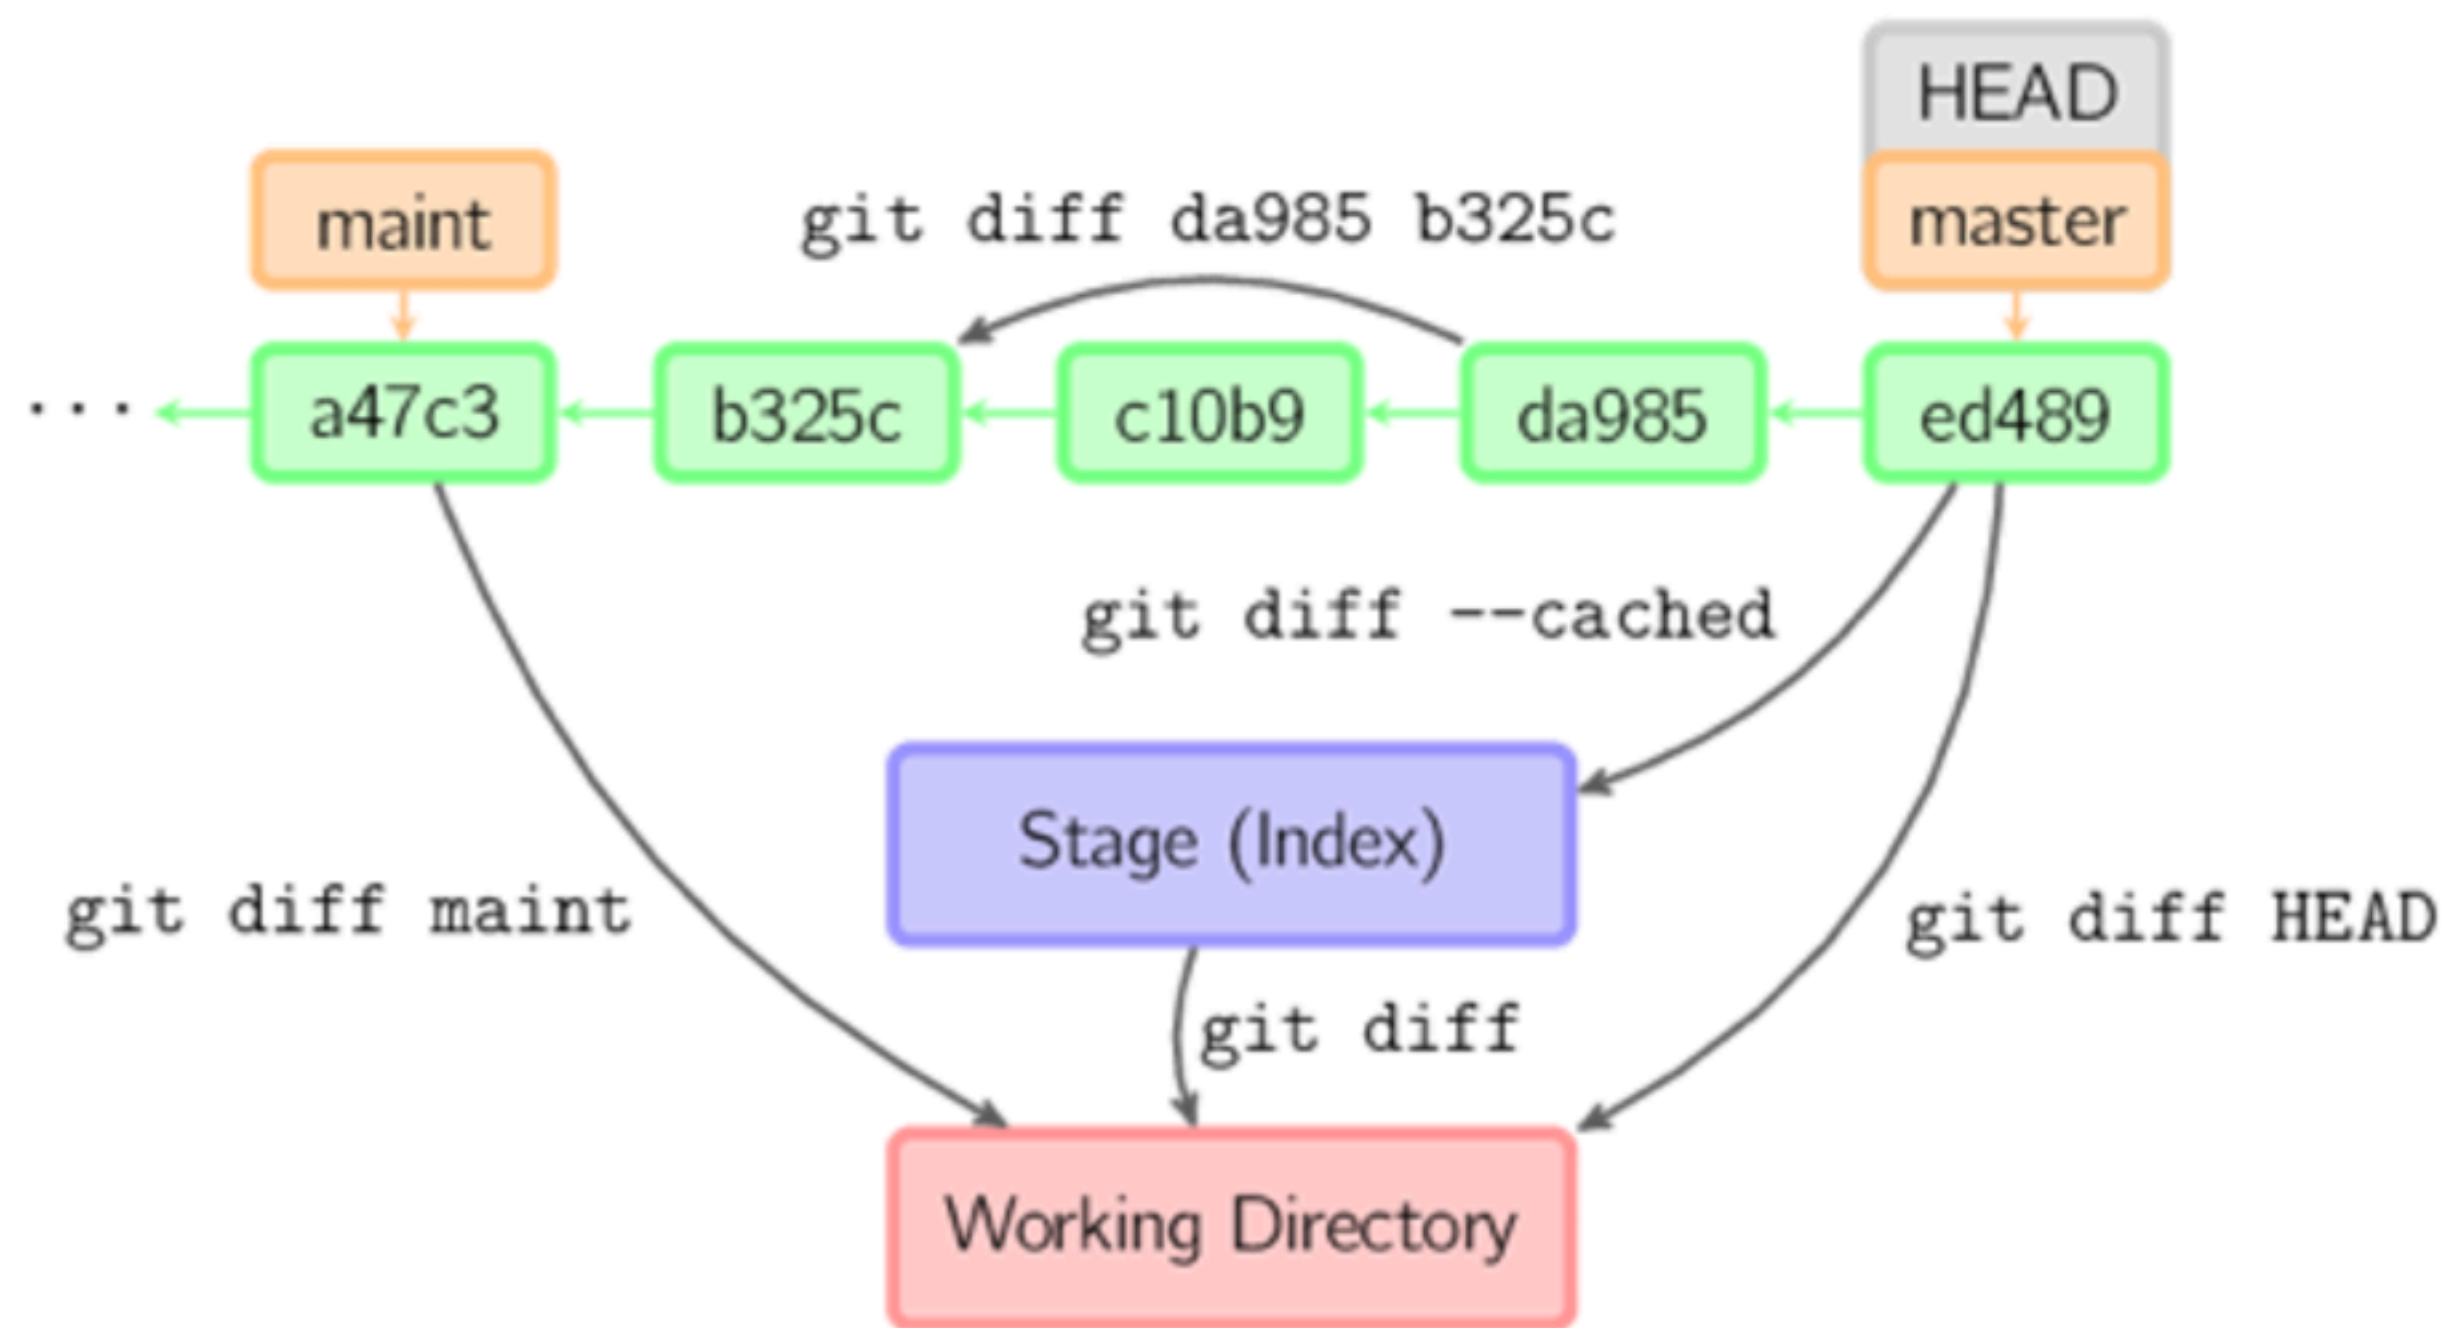 HEAD
maint
git diff da985 b325c
master
...
a47c3
b325c
c10b9
da985
ed489
git diff --cached
Stage (Index)
git diff maint
git diff HEAD
git diff
Working Directory